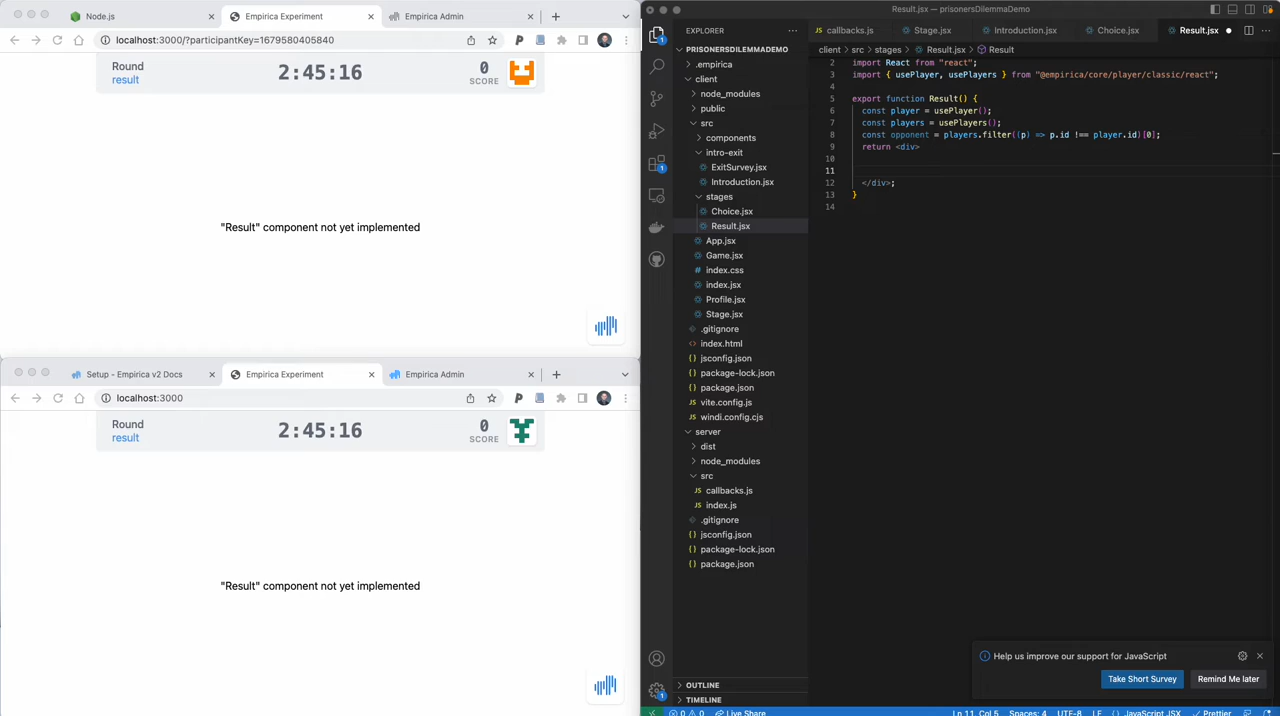 Node.js
Empirica Experiment
Empirica Admin
localhost:3000/?participantKey=1679580405840
Round
result
2:45:16
0
SCORE
"Result" component not yet implemented
Setup - Empirica v2 Docs
Empirica Experiment
Empirica Admin
localhost:3000
Round
result
2:45:16
0
SCORE
"Result" component not yet implemented
Result.jsx — prisonersDilemmaDemo
EXPLORER
PRISONERSDILEMMADEMO
.empirica
client
node_modules
public
src
components
intro-exit
ExitSurvey.jsx
Introduction.jsx
stages
Choice.jsx
Result.jsx
App.jsx
Game.jsx
# index.css
index.jsx
Profile.jsx
Stage.jsx
.gitignore
<> index.html
{} jsconfig.json
{} package-lock.json
{} package.json
JS vite.config.js
JS windi.config.cjs
server
dist
node_modules
src
JS callbacks.js
JS index.js
.gitignore
{} jsconfig.json
{} package-lock.json
{} package.json
OUTLINE
TIMELINE
JS callbacks.js
Stage.jsx
Introduction.jsx
Choice.jsx
Result.jsx
client > src > stages > Result.jsx > Result
2 import React from "react";
3 import { usePlayer, usePlayers } from "@empirica/core/player/classic/react";
4
5 export function Result() {
6 const player = usePlayer();
7 const players = usePlayers();
8 const opponent = players.filter((p) => p.id !== player.id)[0];
9 return <div>
10
11
12 </div>;
13 }
14
Help us improve our support for JavaScript
Take Short Survey
Remind Me later
0 0 Live Share
Ln 11, Col 5 Spaces: 4 UTF-8 LF {} JavaScript JSX Prettier